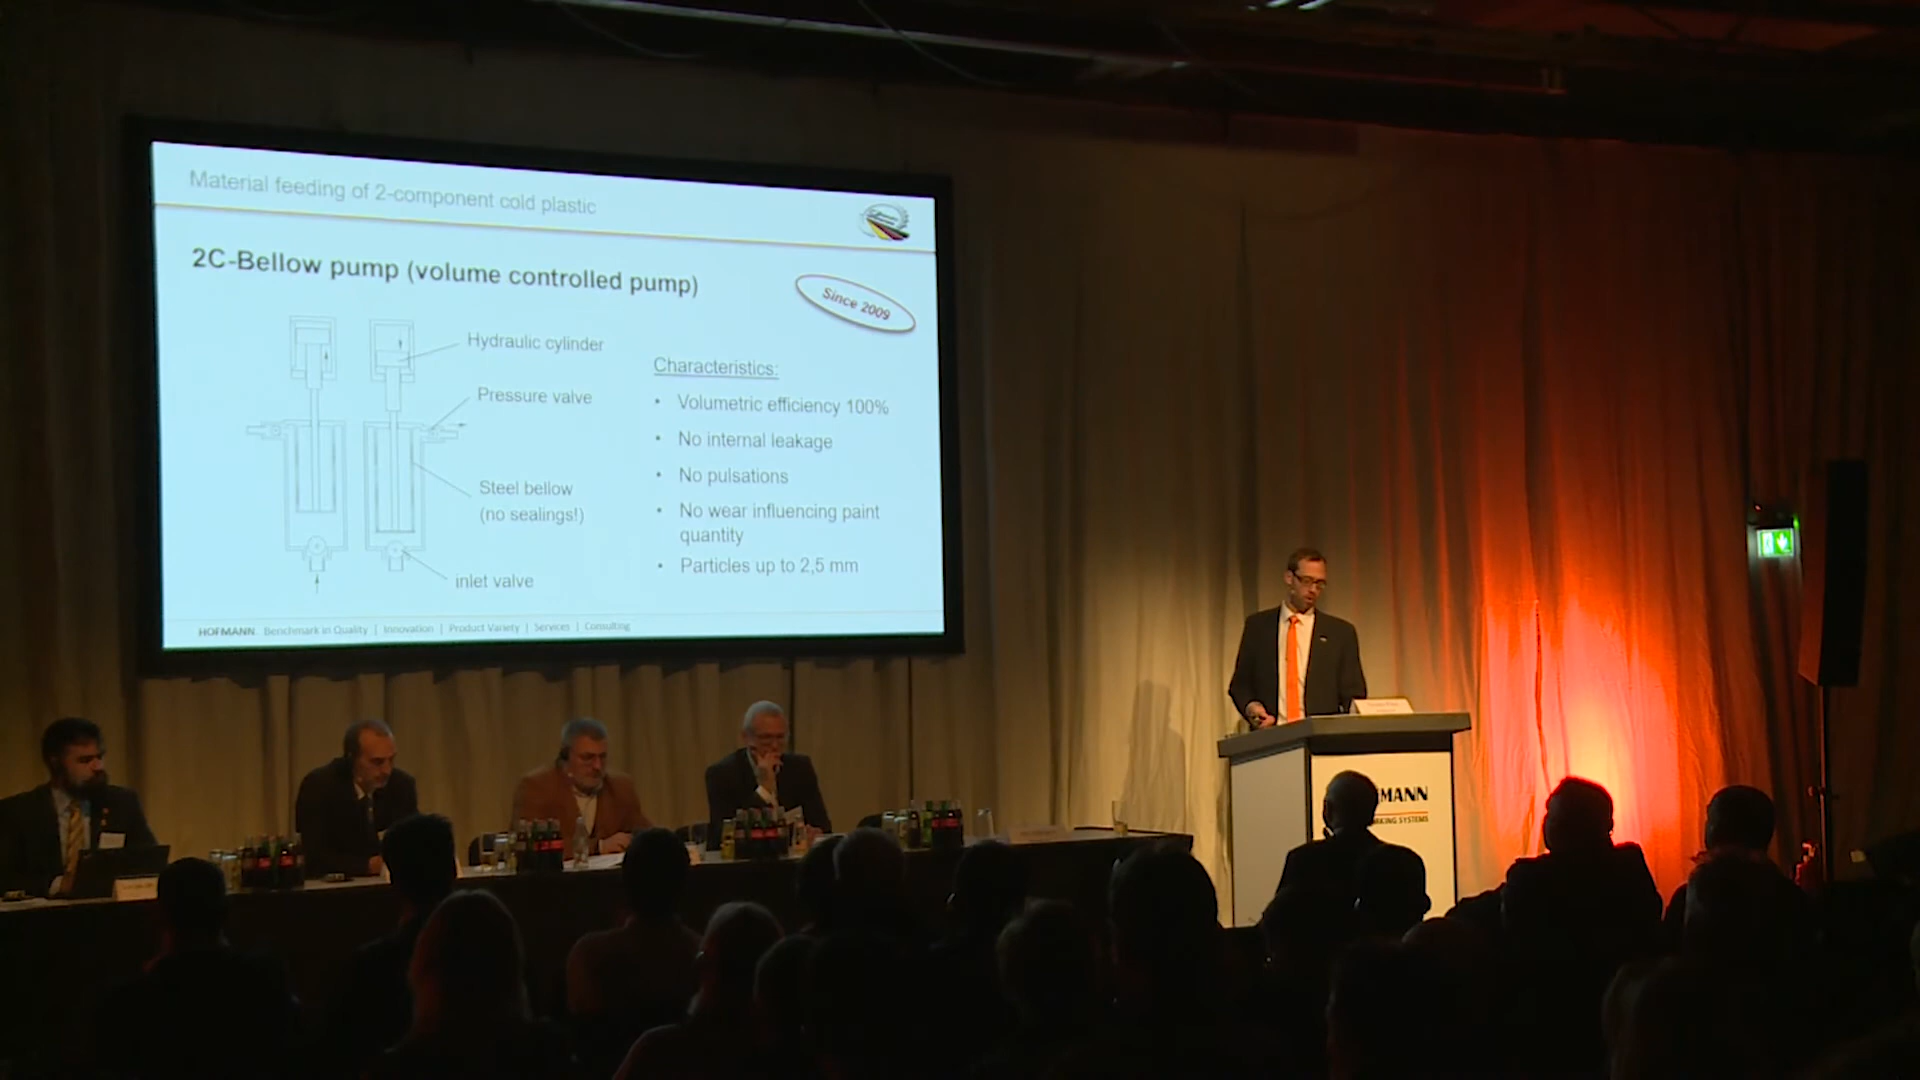 Material feeding of 2-component cold plastic
2C-Bellow pump (volume controlled pump)
Since 2009
Hydraulic cylinder
Pressure valve
Steel bellow
(no sealings!)
inlet valve
Characteristics:
• Volumetric efficiency 100%
• No internal leakage
• No pulsations
• No wear influencing paint
quantity
• Particles up to 2,5 mm
HOFMANN Benchmark in Quality | Innovation | Product Variety | Services | Consulting
MANN
RKING SYSTEMS